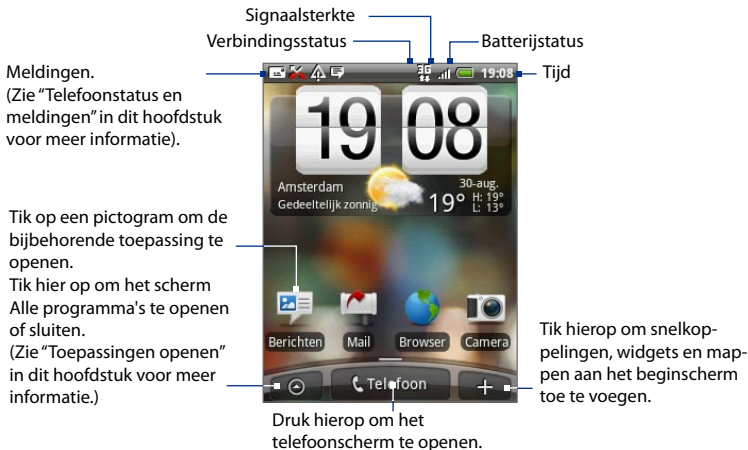 Signaalsterkte
Verbindingsstatus
Batterijstatus
Meldingen.
(Zie "Telefoonstatus en
meldingen" in dit hoofdstuk
voor meer informatie).
3G
19:08
Tijd
19 08
Amsterdam
Gedeeltelijk zonnig
30-aug.
19° H: 19°
L: 13°
Tik op een pictogram om de
bijbehorende toepassing te
openen.
Tik hier op om het scherm
Alle programma's te openen
of sluiten.
(Zie "Toepassingen openen"
in dit hoofdstuk voor meer
informatie.)
Berichten Mail Browser Camera
Telefoon
Tik hierop om snelkop-
pelingen, widgets en map-
pen aan het beginscherm
toe te voegen.
Druk hierop om het
telefoonscherm te openen.